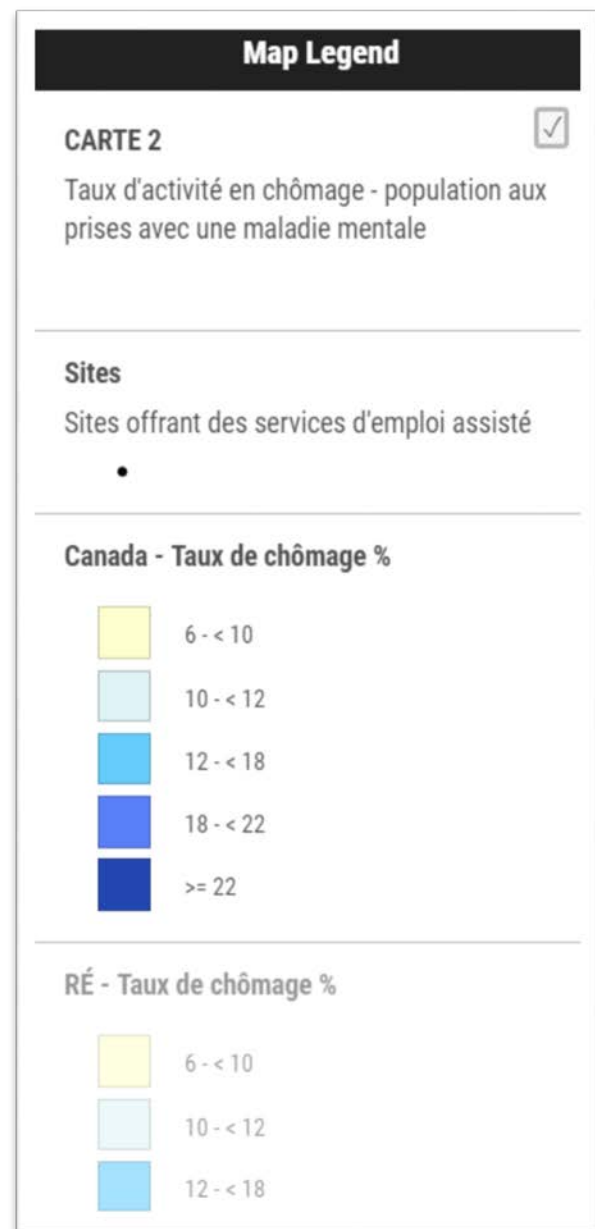 Map Legend
CARTE 2
Taux d'activité en chômage - population aux
prises avec une maladie mentale
Sites
Sites offrant des services d'emploi assisté
Canada - Taux de chômage %
6 - < 10
10 - < 12
12 - < 18
18 - < 22
>= 22
RÉ - Taux de chômage %
6 - < 10
10 - < 12
12 - < 18